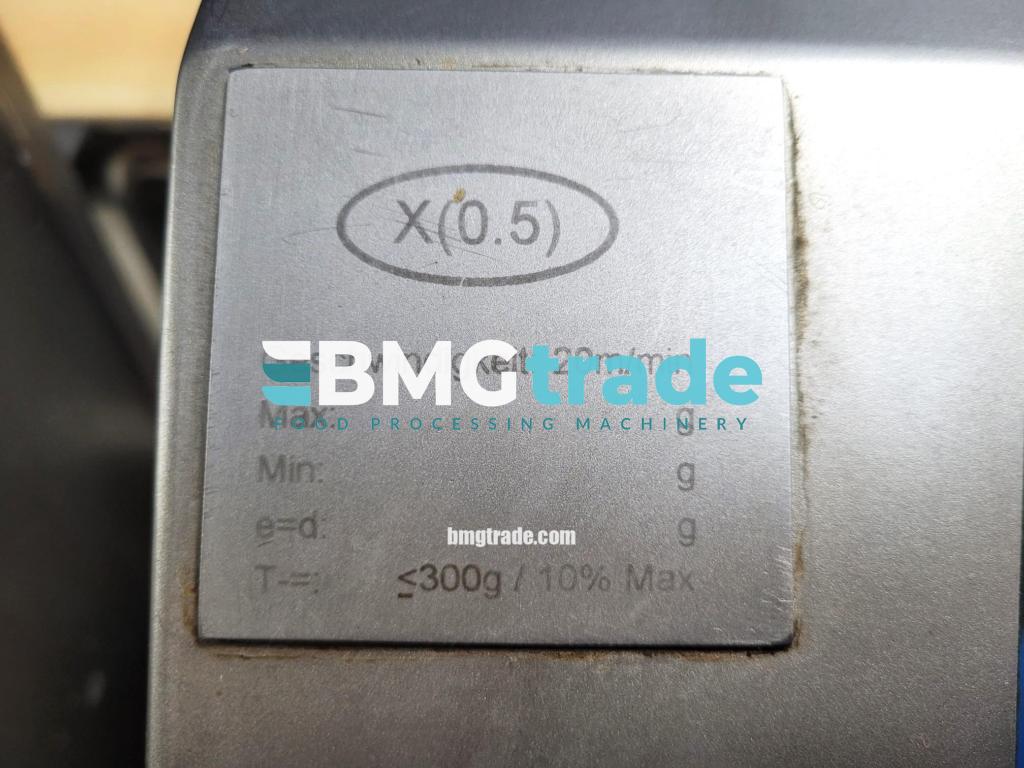 X(0.5)
BMGtrade
Max: g
FOOD PROCESSING MACHINERY
Min: g
e=d: g
bmgtrade.com
T-=: ≤300g / 10% Max